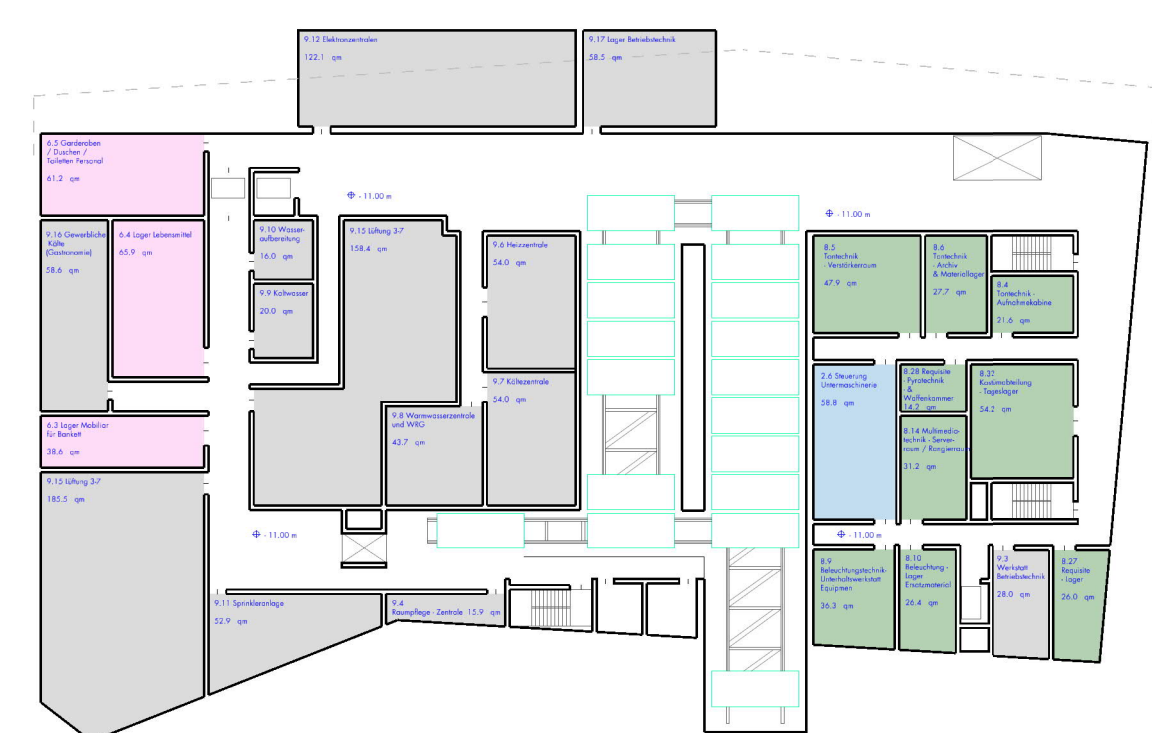 9.12 Elektranzentralen
122.1 qm
9.17 Lager Betriebstechnik
58.5 qm
6.5 Garderoben
/ Duschen /
Toiletten Personal
61.2 qm
- 11.00 m
- 11.00 m
9.16 Gewerbliche
Kälte
(Gastronomie)
58.6 qm
6.4 Lager Lebensmittel
65.9 qm
9.10 Wasser-
aufbereitung
16.0 qm
9.9 Kaltwasser
20.0 qm
9.15 Lüftung 3-7
158.4 qm
9.6 Heizzentrale
54.0 qm
8.5
Tontechnik
- Verstärkerraum
47.9 qm
8.6
Tontechnik
- Archiv
& Materiallager
27.7 qm
8.4
Tontechnik -
Aufnahmekabine
21.6 qm
9.7 Kältezentrale
54.0 qm
2.6 Steuerung
Untermaschinerie
58.8 qm
8.28 Requisite
- Pyrotechnik
- &
Waffenkammer
14.2 qm
8.32
Kostümabteilung
- Tageslager
54.2 qm
6.3 Lager Mobiliar
für Bankett
38.6 qm
9.8 Warmwasserzentrale
und WRG
43.7 qm
8.14 Multimedia-
technik - Server-
raum / Rangierraum
31.2 qm
9.15 Lüftung 3-7
185.5 qm
- 11.00 m
- 11.00 m
8.9
Beleuchtungstechnik-
Unterhaltswerkstatt
Equipmen
36.3 qm
8.10
Beleuchtung -
Lager
Ersatzmaterial
26.4 qm
9.3
Werkstatt
Betriebstechnik
28.0 qm
8.27
Requisite
- Lager
26.0 qm
9.11 Sprinkleranlage
52.9 qm
9.4
Raumpflege - Zentrale 15.9 qm